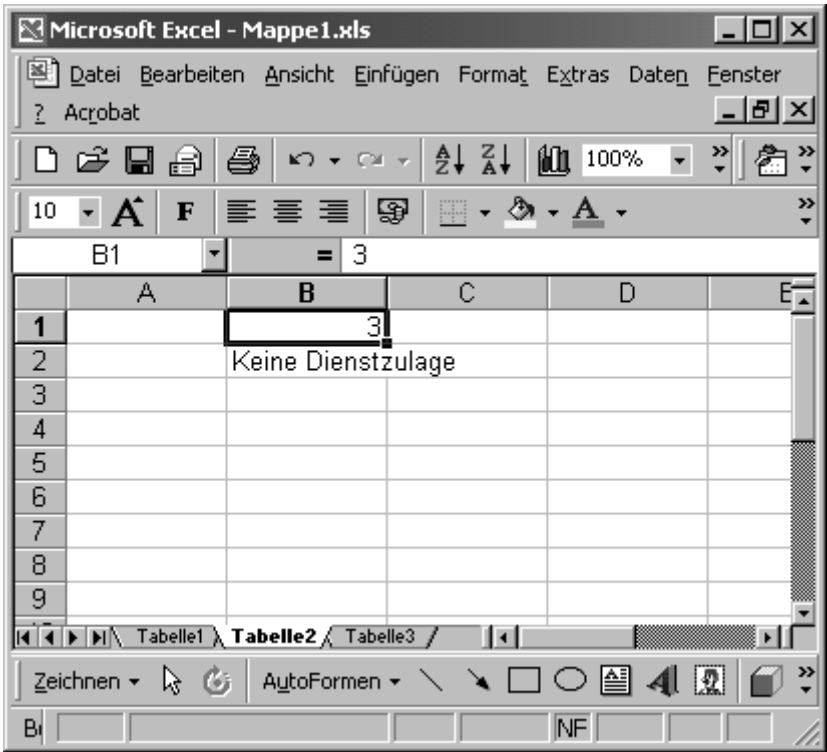 Microsoft Excel - Mappe1.xls
Datei Bearbeiten Ansicht Einfügen Format Extras Daten Fenster
? Acrobat
100%
10 A F A
B1 = 3
A B C D E
1 3
2 Keine Dienstzulage
3
4
5
6
7
8
9
Tabelle1 Tabelle2 Tabelle3
Zeichnen AutoFormen
NF